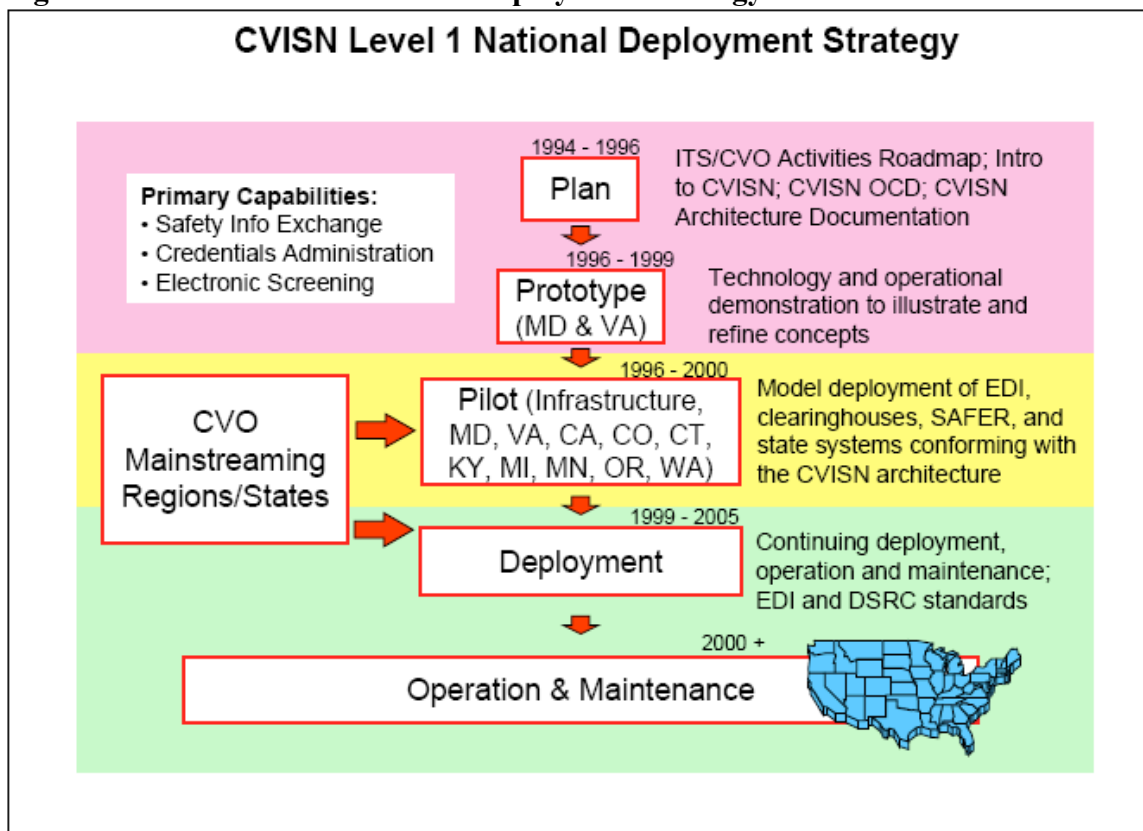 CVISN Level 1 National Deployment Strategy
Primary Capabilities:
• Safety Info Exchange
• Credentials Administration
• Electronic Screening
1994 - 1996
Plan
ITS/CVO Activities Roadmap; Intro
to CVISN; CVISN OCD; CVISN
Architecture Documentation
1996 - 1999
Prototype
(MD & VA)
Technology and operational
demonstration to illustrate and
refine concepts
CVO
Mainstreaming
Regions/States
1996 - 2000
Pilot (Infrastructure,
MD, VA, CA, CO, CT,
KY, MI, MN, OR, WA)
Model deployment of EDI,
clearinghouses, SAFER, and
state systems conforming with
the CVISN architecture
1999 - 2005
Deployment
Continuing deployment,
operation and maintenance;
EDI and DSRC standards
2000 +
Operation & Maintenance